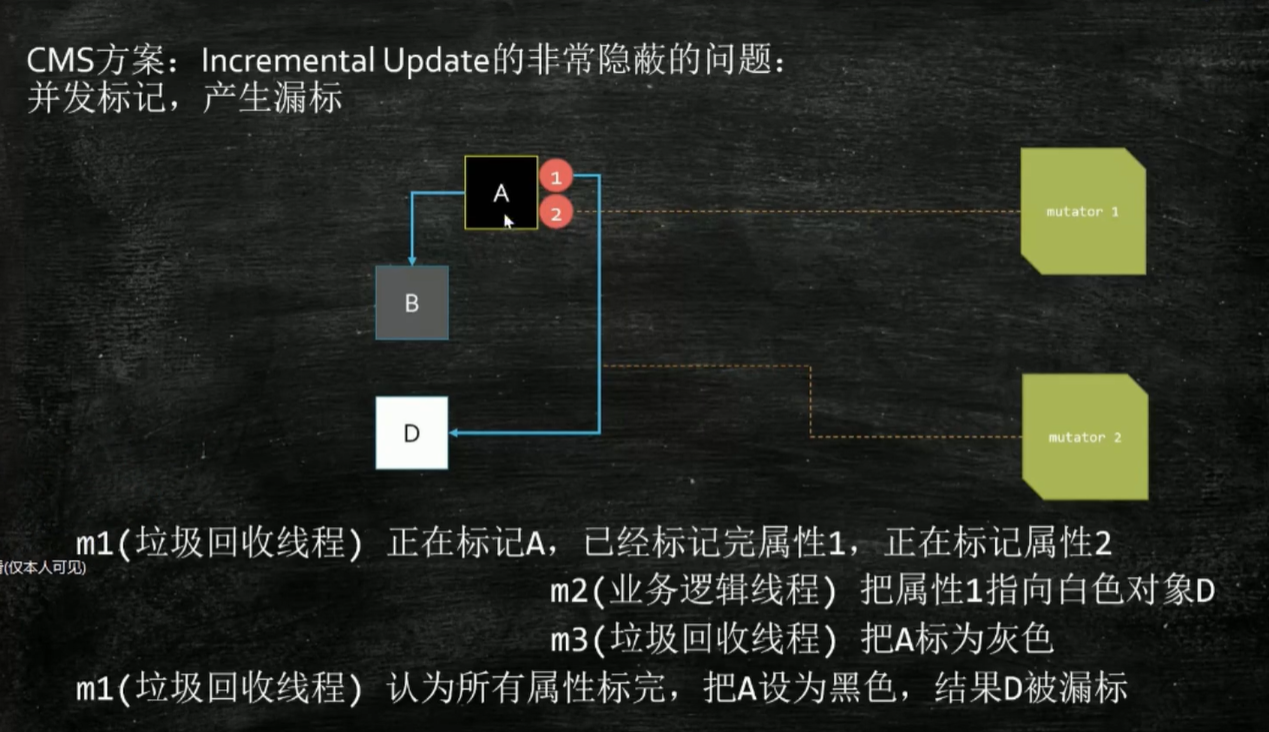 CMS方案：Incremental Update的非常隐蔽的问题：
并发标记，产生漏标
A
1
2
mutator 1
B
D
mutator 2
m1(垃圾回收线程) 正在标记A，已经标记完属性1，正在标记属性2
(仅本人可见)
m2(业务逻辑线程) 把属性1指向白色对象D
m3(垃圾回收线程) 把A标为灰色
m1(垃圾回收线程) 认为所有属性标完，把A设为黑色，结果D被漏标